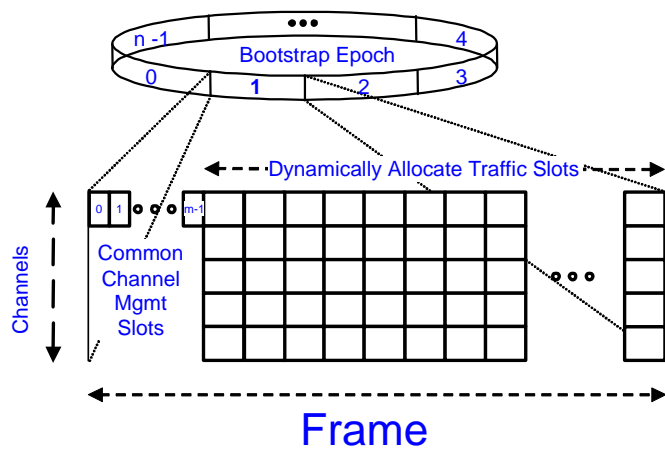 n -1
4
Bootstrap Epoch
0
1
2
3
Dynamically Allocate Traffic Slots
0 1 m-1
Common
Channel
Mgmt
Slots
Channels
Frame